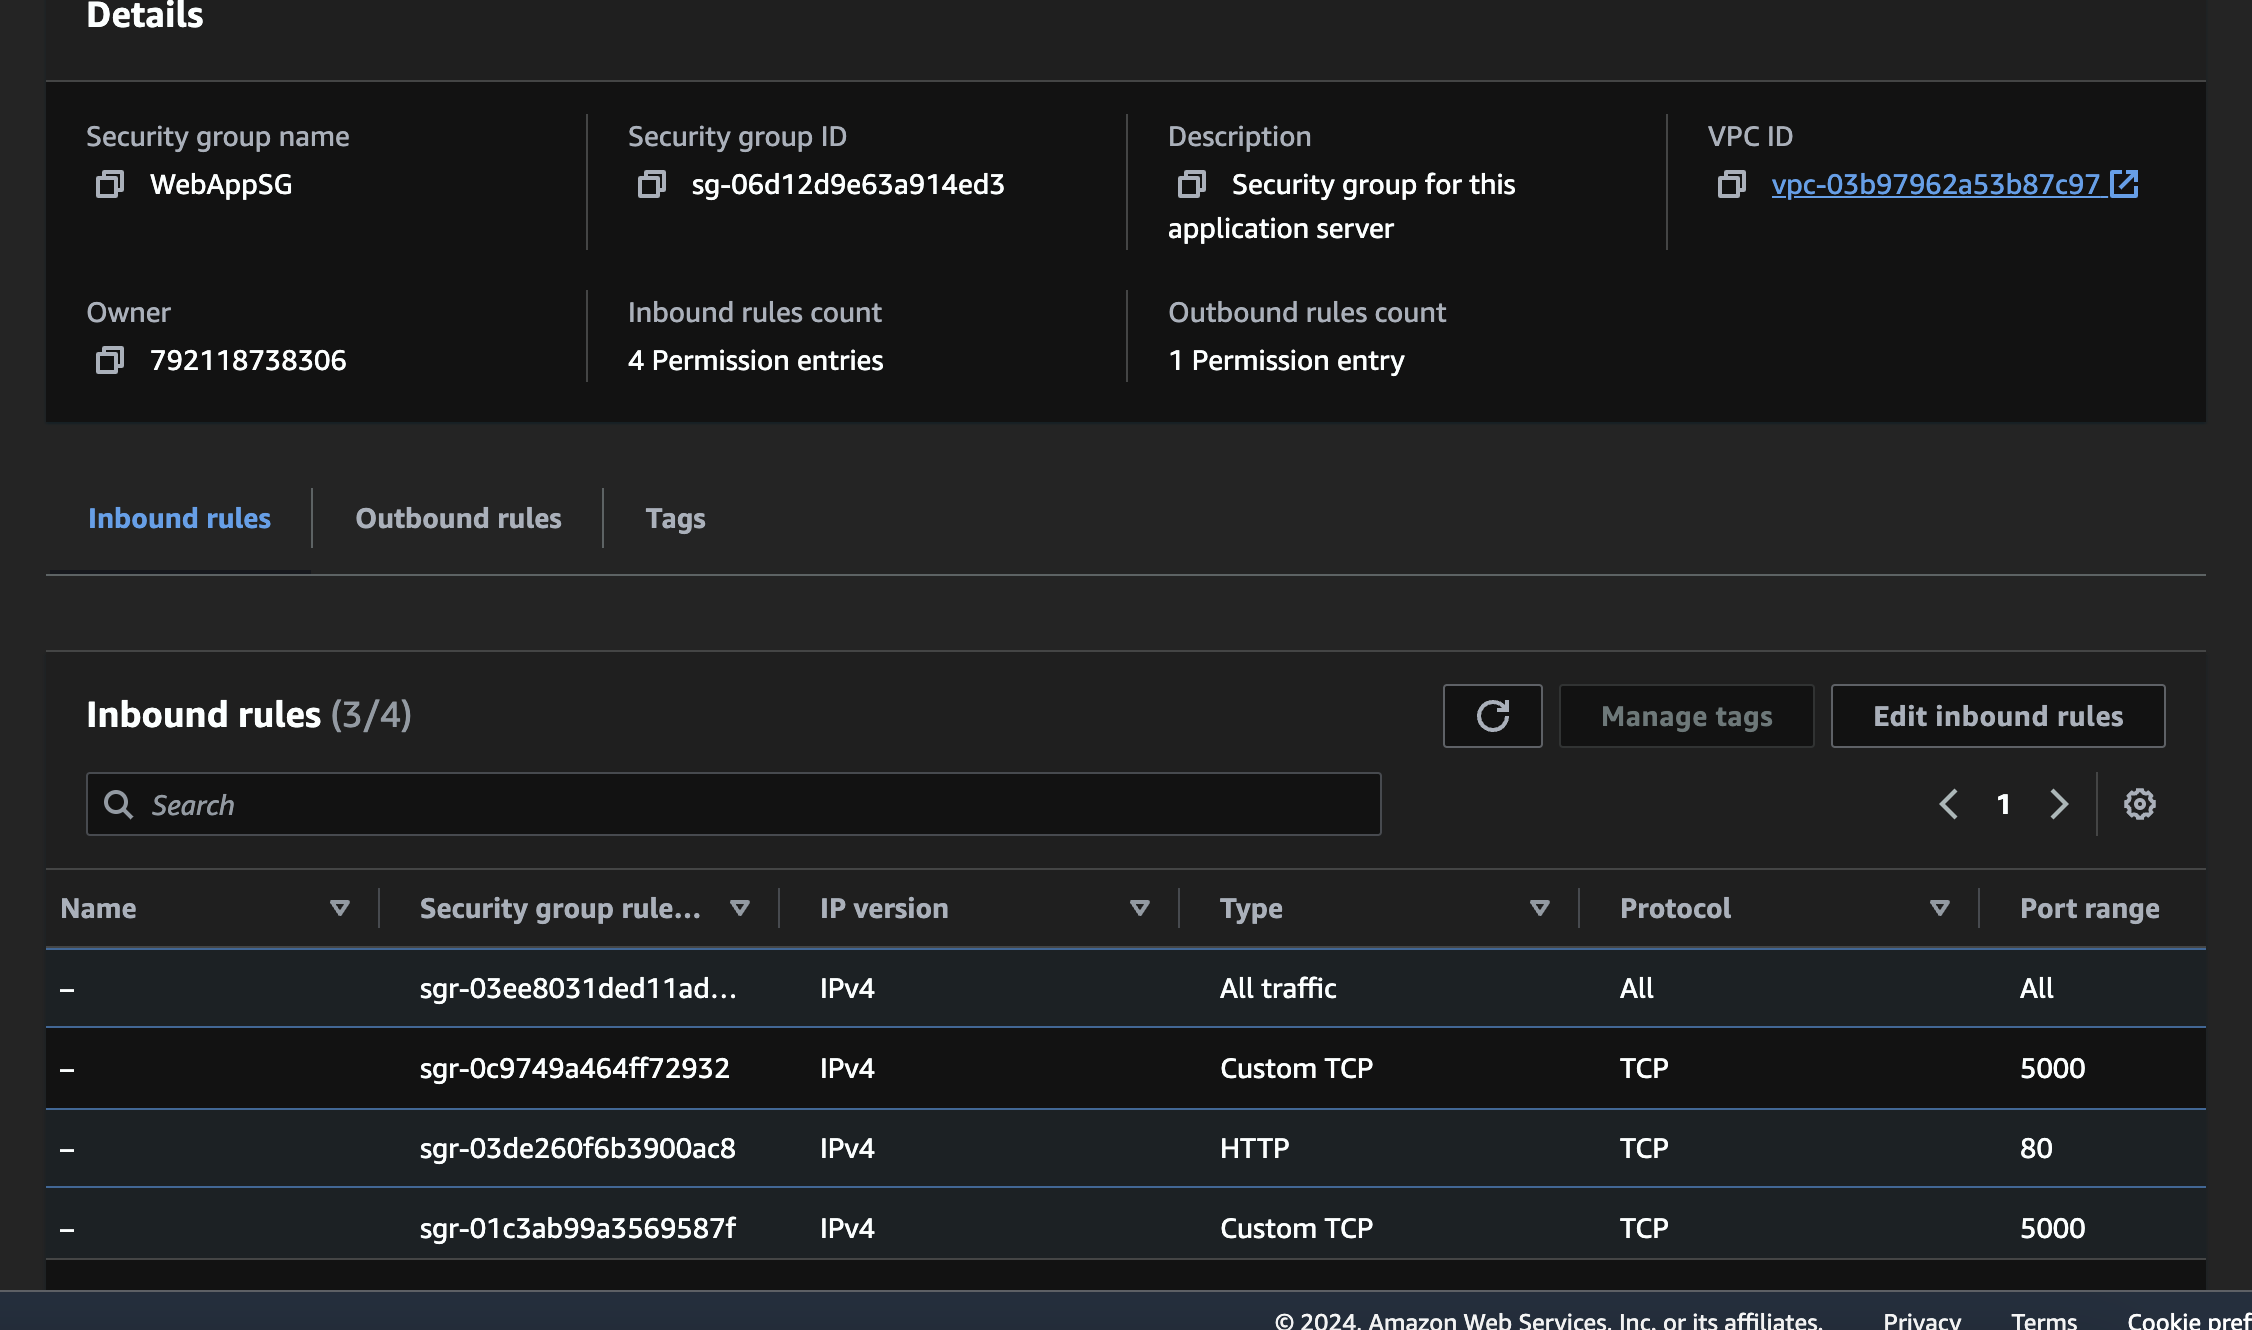 Details
Security group name
WebAppSG
Security group ID
sg-06d12d9e63a914ed3
Description
Security group for this
application server
VPC ID
vpc-03b97962a53b87c97
Owner
792118738306
Inbound rules count
4 Permission entries
Outbound rules count
1 Permission entry
Inbound rules
Outbound rules
Tags
Inbound rules (3/4)
Manage tags
Edit inbound rules
Search
1
Name Security group rule... IP version Type Protocol Port range
– sgr-03ee8031ded11ad... IPv4 All traffic All All
– sgr-0c9749a464ff72932 IPv4 Custom TCP TCP 5000
– sgr-03de260f6b3900ac8 IPv4 HTTP TCP 80
– sgr-01c3ab99a3569587f IPv4 Custom TCP TCP 5000
© 2024, Amazon Web Services, Inc. or its affiliates. Privacy Terms Cookie pref